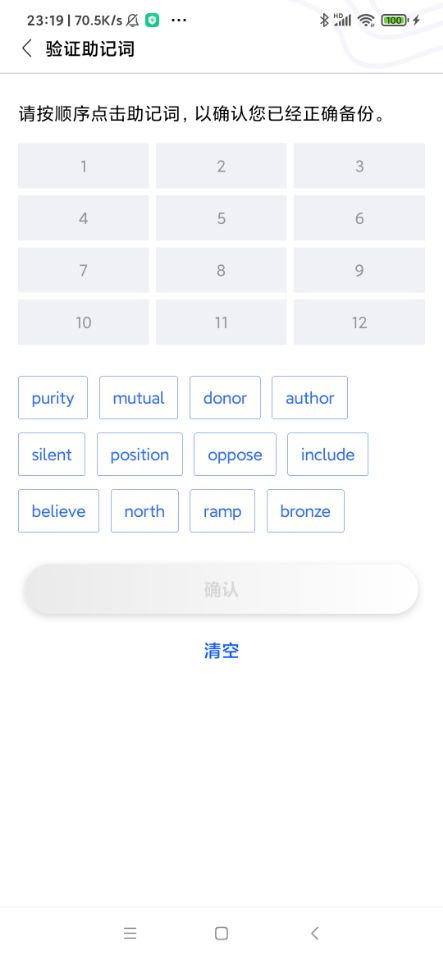 23:19 | 70.5K/s ...
HD 100
验证助记词
请按顺序点击助记词，以确认您已经正确备份。
1 2 3
4 5 6
7 8 9
10 11 12
purity mutual donor author
silent position oppose include
believe north ramp bronze
确认
清空